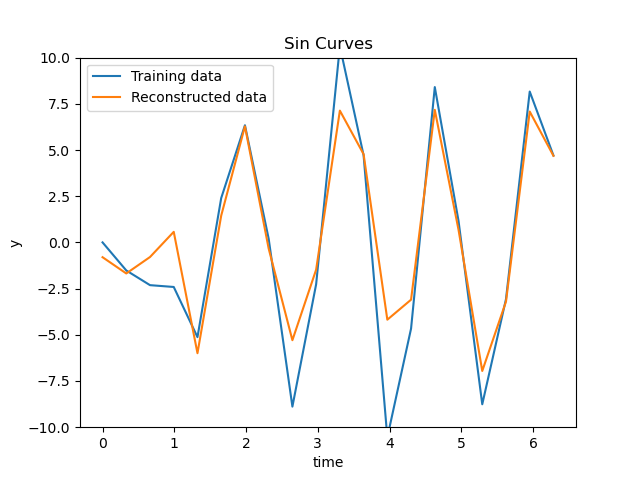 Sin Curves
Training data
Reconstructed data
10.0
7.5
5.0
2.5
0.0
−2.5
−5.0
−7.5
−10.0
y
0 1 2 3 4 5 6
time